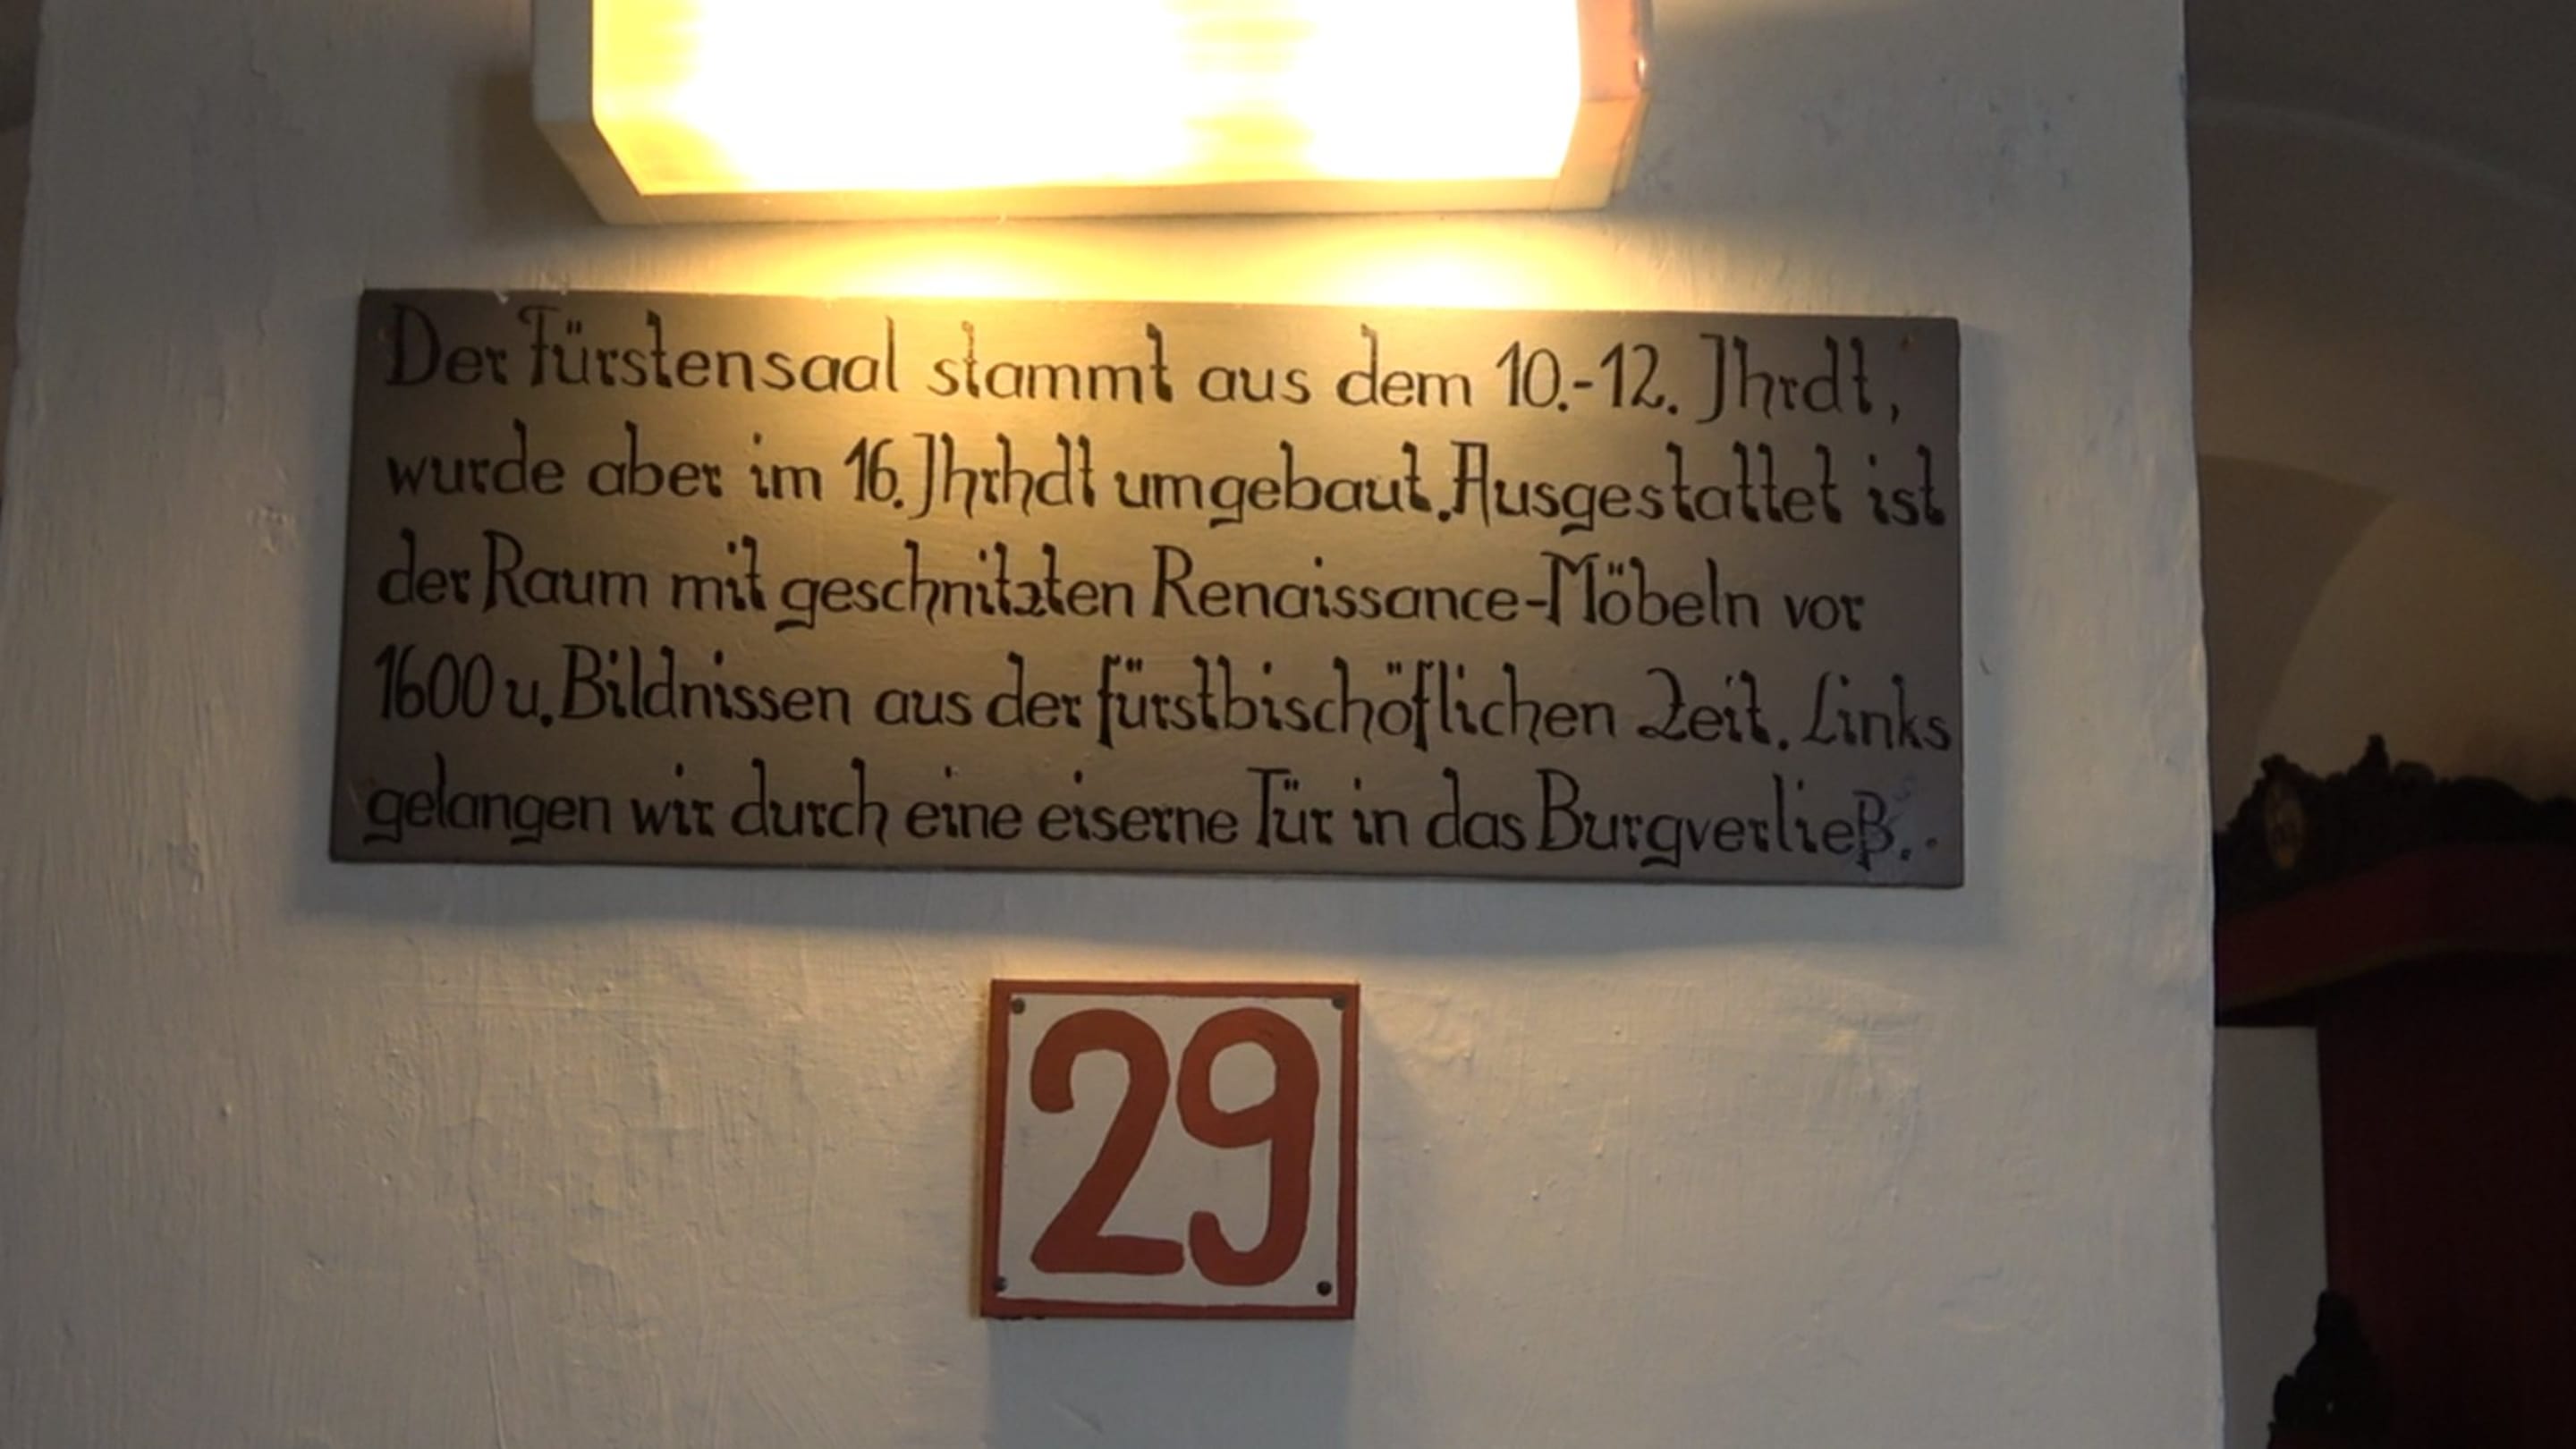 Der Fürstensaal stammt aus dem 10.-12. Jhrdt,
wurde aber im 16. Jhrhdt umgebaut. Ausgestattet ist
der Raum mit geschnitzten Renaissance-Möbeln vor
1600 u. Bildnissen aus der fürstbischöflichen Zeit. Links
gelangen wir durch eine eiserne Tür in das Burgverließ..
29